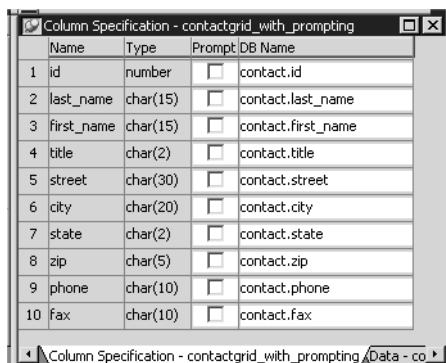 Column Specification - contactgrid_with_prompting
Name Type Prompt DB Name
1 id number contact.id
2 last_name char(15) contact.last_name
3 first_name char(15) contact.first_name
4 title char(2) contact.title
5 street char(30) contact.street
6 city char(20) contact.city
7 state char(2) contact.state
8 zip char(5) contact.zip
9 phone char(10) contact.phone
10 fax char(10) contact.fax
Column Specification - contactgrid_with_prompting Data - co